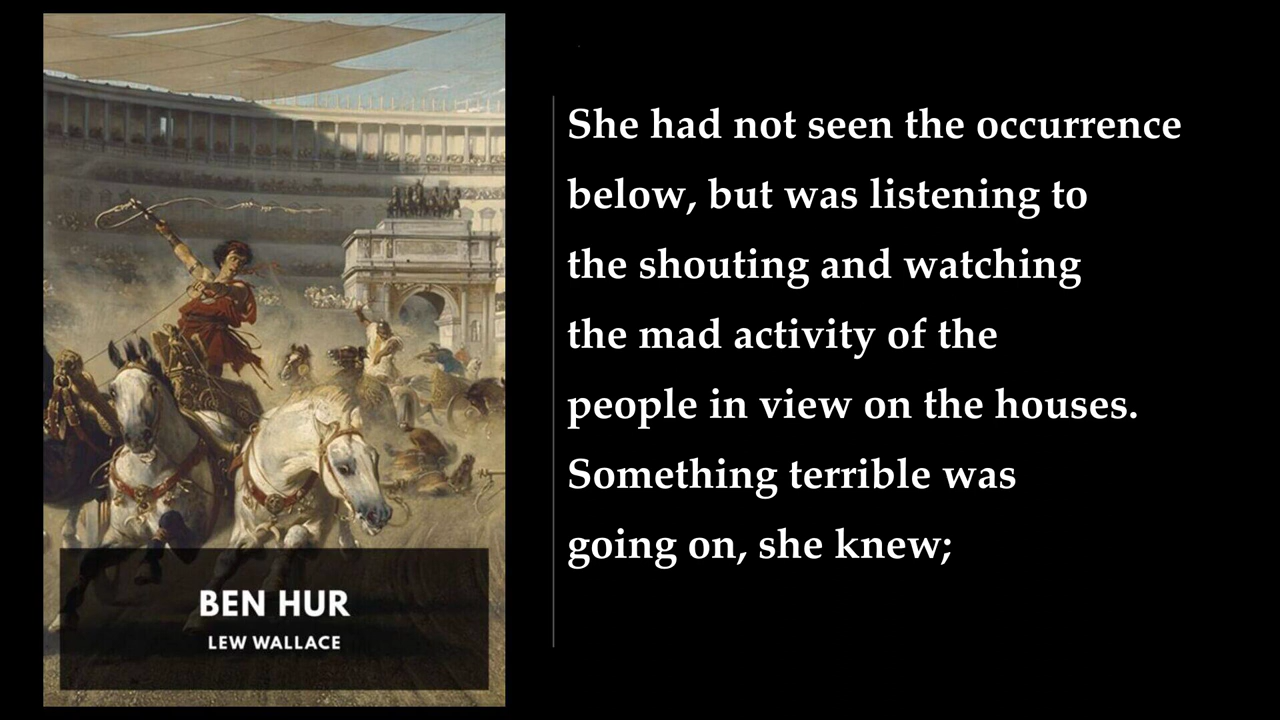 BEN HUR
LEW WALLACE
She had not seen the occurrence
below, but was listening to
the shouting and watching
the mad activity of the
people in view on the houses.
Something terrible was
going on, she knew;